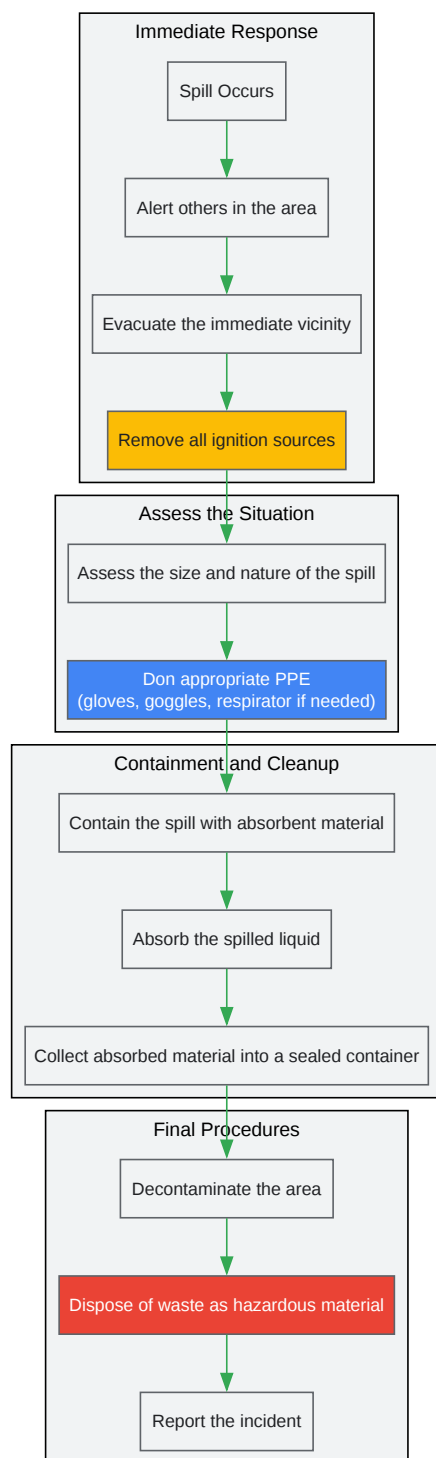 Immediate Response
Spill Occurs
Alert others in the area
Evacuate the immediate vicinity
Remove all ignition sources
Assess the Situation
Assess the size and nature of the spill
Don appropriate PPE
(gloves, goggles, respirator if needed)
Containment and Cleanup
Contain the spill with absorbent material
Absorb the spilled liquid
Collect absorbed material into a sealed container
Final Procedures
Decontaminate the area
Dispose of waste as hazardous material
Report the incident